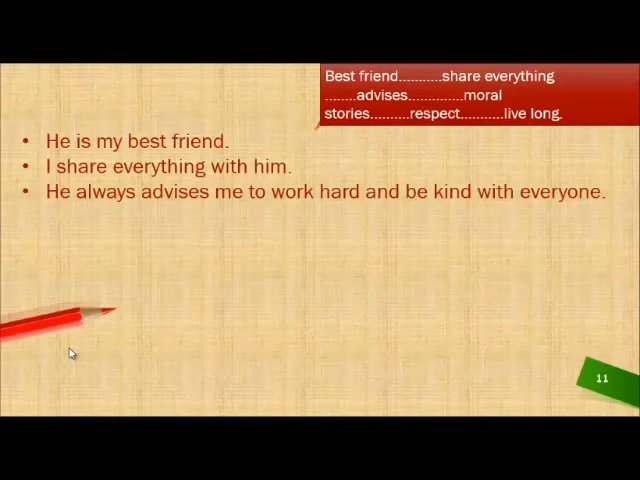 Best friend...........share everything
........advises..............moral
stories..........respect...........live long.
• He is my best friend.
• I share everything with him.
• He always advises me to work hard and be kind with everyone.
11